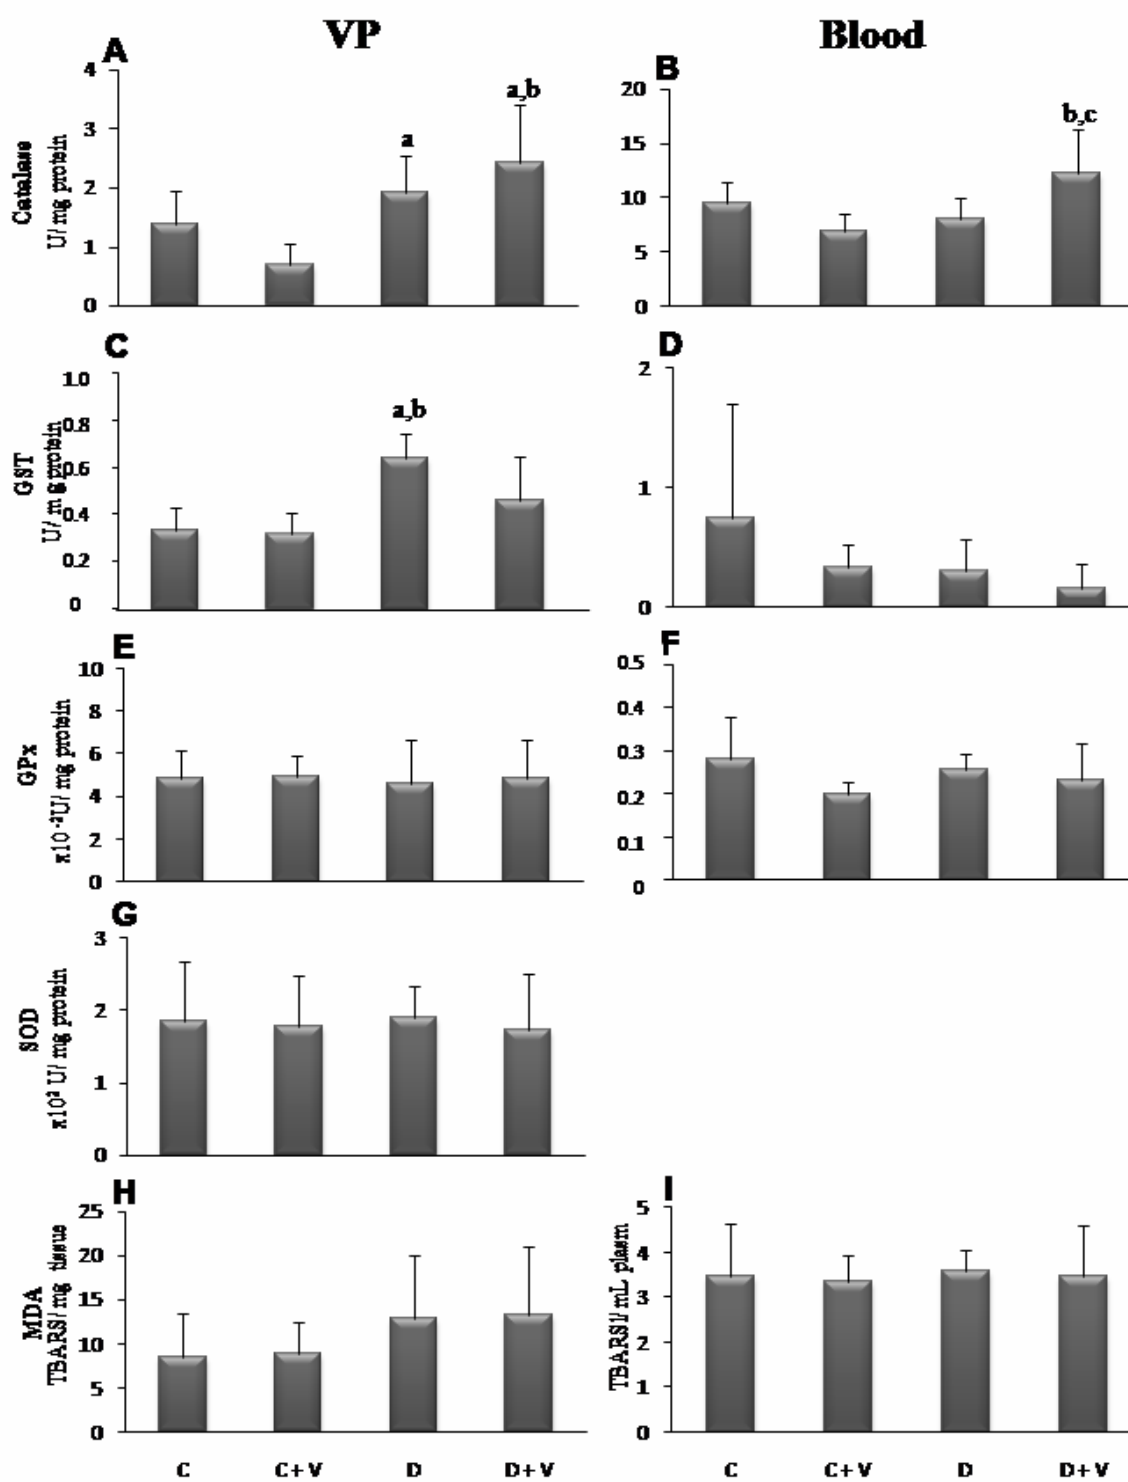 VP
Blood
A
Catalase
U/mg protein
4
3
2
1
0
a
a,b
B
20
15
10
5
0
b,c
C
GST
U/mg protein
1.0
0.8
0.6
0.4
0.2
0
a,b
D
2
1
0
E
GPx
x10⁻²U/mg protein
10
8
6
4
2
0
F
0.5
0.4
0.3
0.2
0.1
0
G
SOD
x10³ U/mg protein
3
2
1
0
H
MDA
TBARS/mg tissue
25
20
15
10
5
0
C C+V D D+V
I
TBARS1/mL plasm
5
4
3
2
1
0
C C+V D D+V